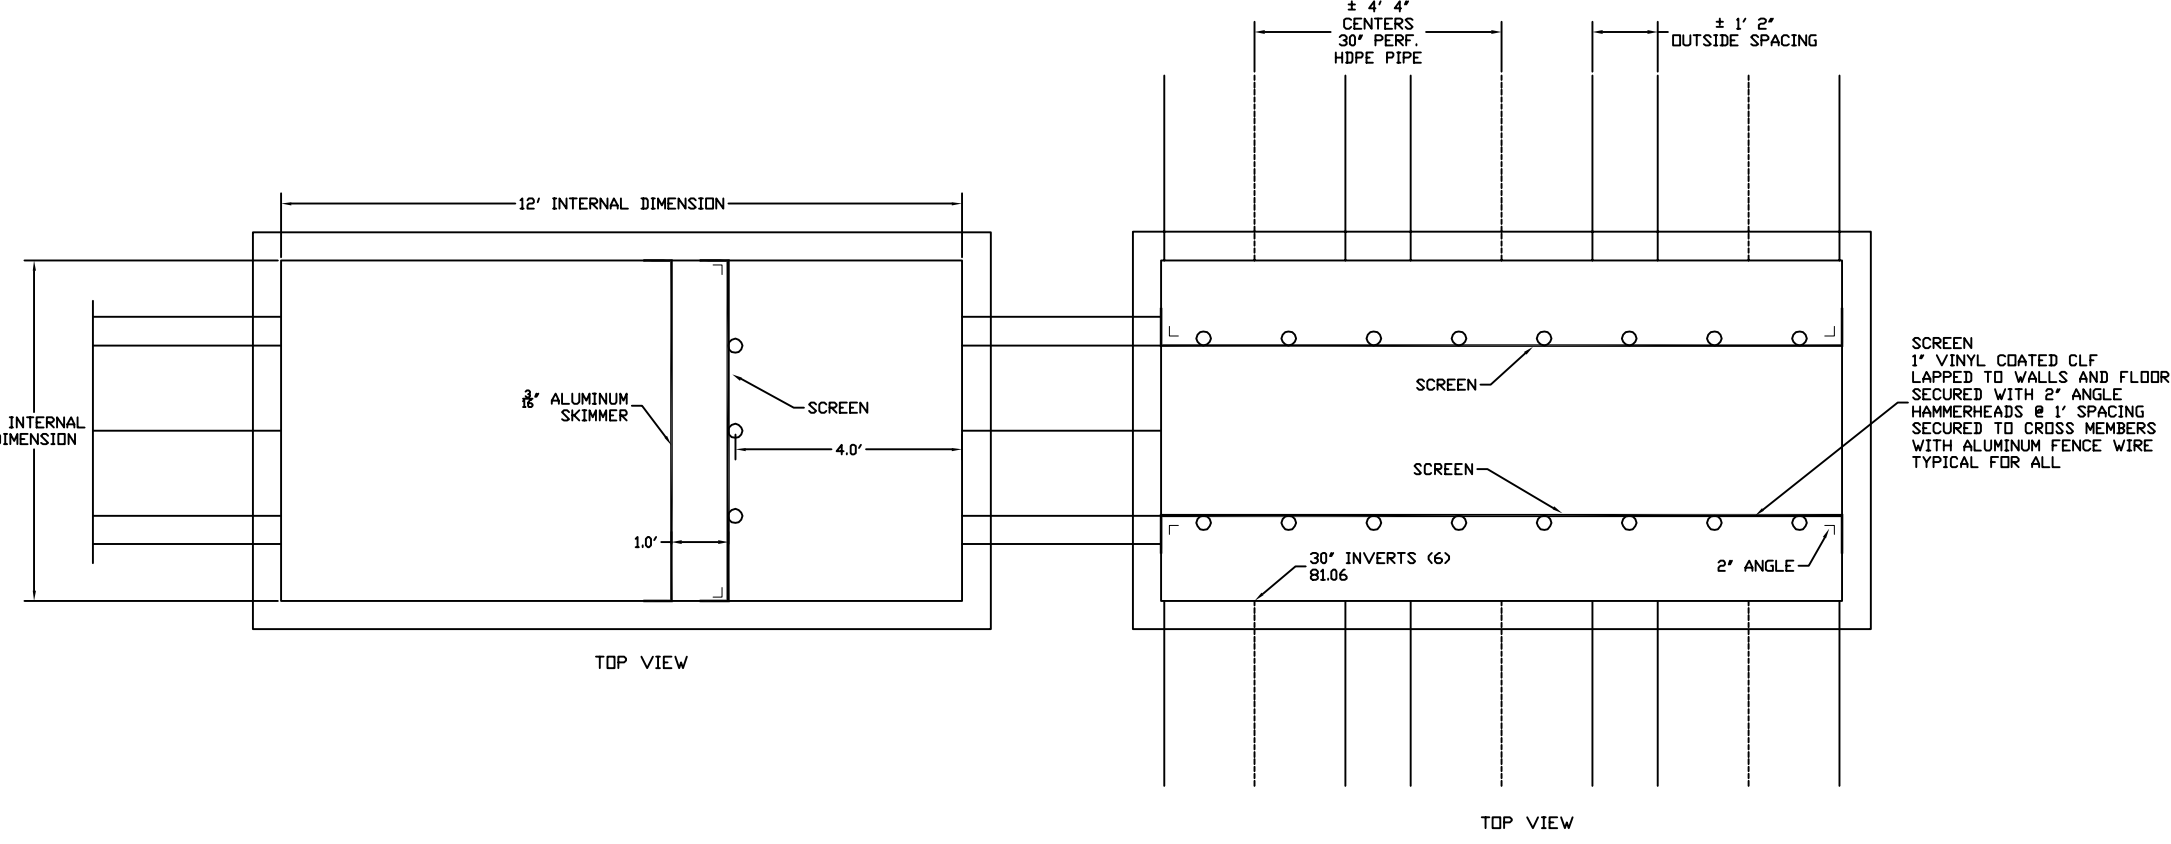 ± 4' 4"
CENTERS
30" PERF.
HDPE PIPE
± 1' 2"
OUTSIDE SPACING
12' INTERNAL DIMENSION
INTERNAL
DIMENSION
3/16" ALUMINUM
SKIMMER
SCREEN
4.0'
1.0'
TOP VIEW
SCREEN
SCREEN
30" INVERTS (6)
81.06
2" ANGLE
SCREEN
1" VINYL COATED CLF
LAPPED TO WALLS AND FLOOR
SECURED WITH 2" ANGLE
HAMMERHEADS @ 1' SPACING
SECURED TO CROSS MEMBERS
WITH ALUMINUM FENCE WIRE
TYPICAL FOR ALL
TOP VIEW